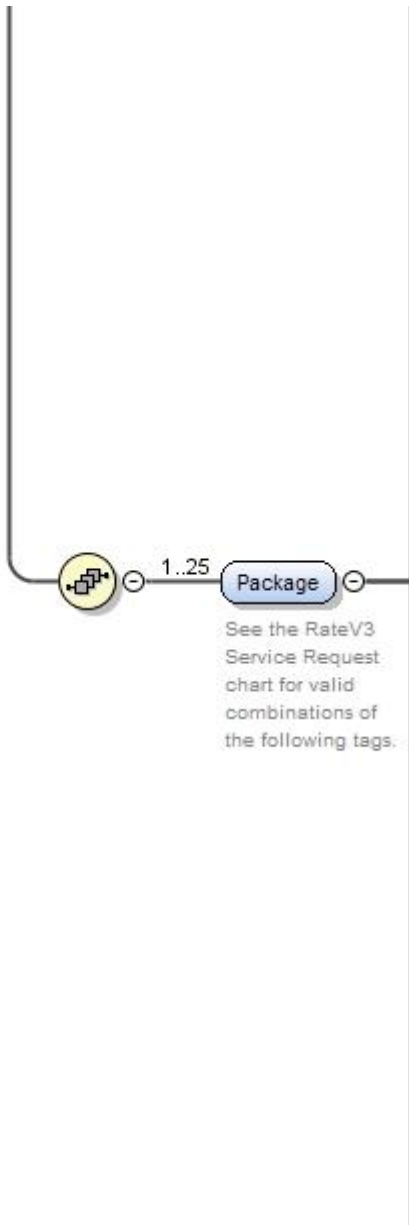 1..25
Package
See the RateV3
Service Request
chart for valid
combinations of
the following tags.